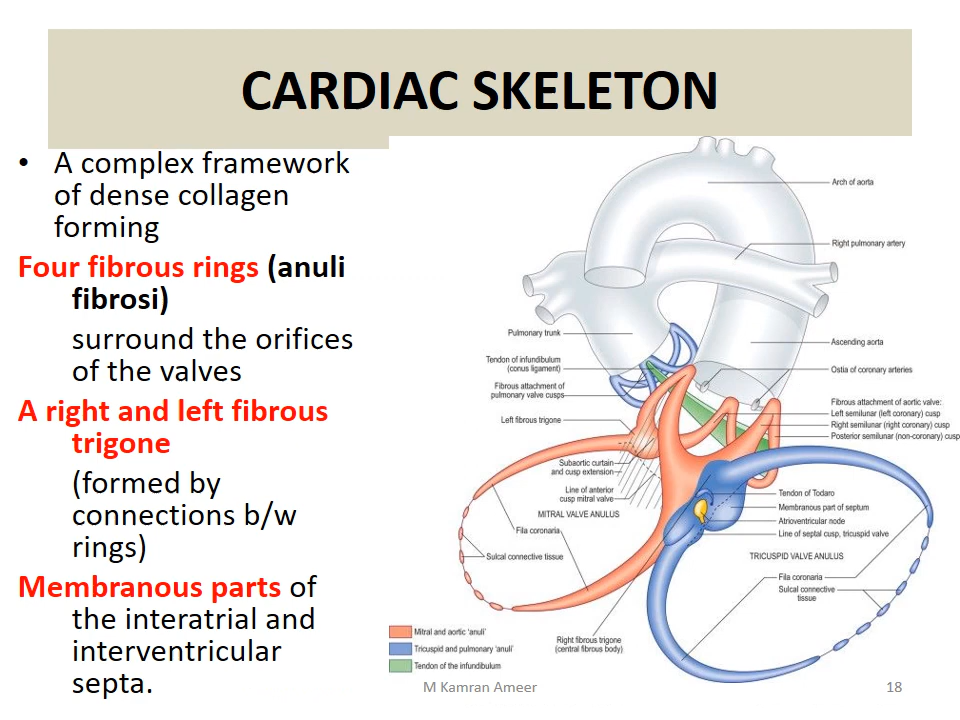 CARDIAC SKELETON
• A complex framework
of dense collagen
forming
Four fibrous rings (anuli
fibrosi)
surround the orifices
of the valves
A right and left fibrous
trigone
(formed by
connections b/w
rings)
Membranous parts of
the interatrial and
interventricular
septa.
Arch of aorta
Right pulmonary artery
Pulmonary trunk
Ascending aorta
Tendon of infundibulum
(conus ligament)
Ostia of coronary arteries
Fibrous attachment of
pulmonary valve cusps
Fibrous attachment of aortic valve:
Left semilunar (left coronary) cusp
Right semilunar (right coronary) cusp
Posterior semilunar (non-coronary) cusp
Left fibrous trigone
Subaortic curtain
and cusp extension
Line of anterior
cusp mitral valve
MITRAL VALVE ANULUS
Fila coronaria
Sulcal connective tissue
Tendon of Todaro
Membranous part of septum
Atrioventricular node
Line of septal cusp, tricuspid valve
TRICUSPID VALVE ANULUS
Fila coronaria
Sulcal connective
tissue
Right fibrous trigone
(central fibrous body)
Mitral and aortic 'anuli'
Tricuspid and pulmonary 'anuli'
Tendon of the infundibulum
M Kamran Ameer
18